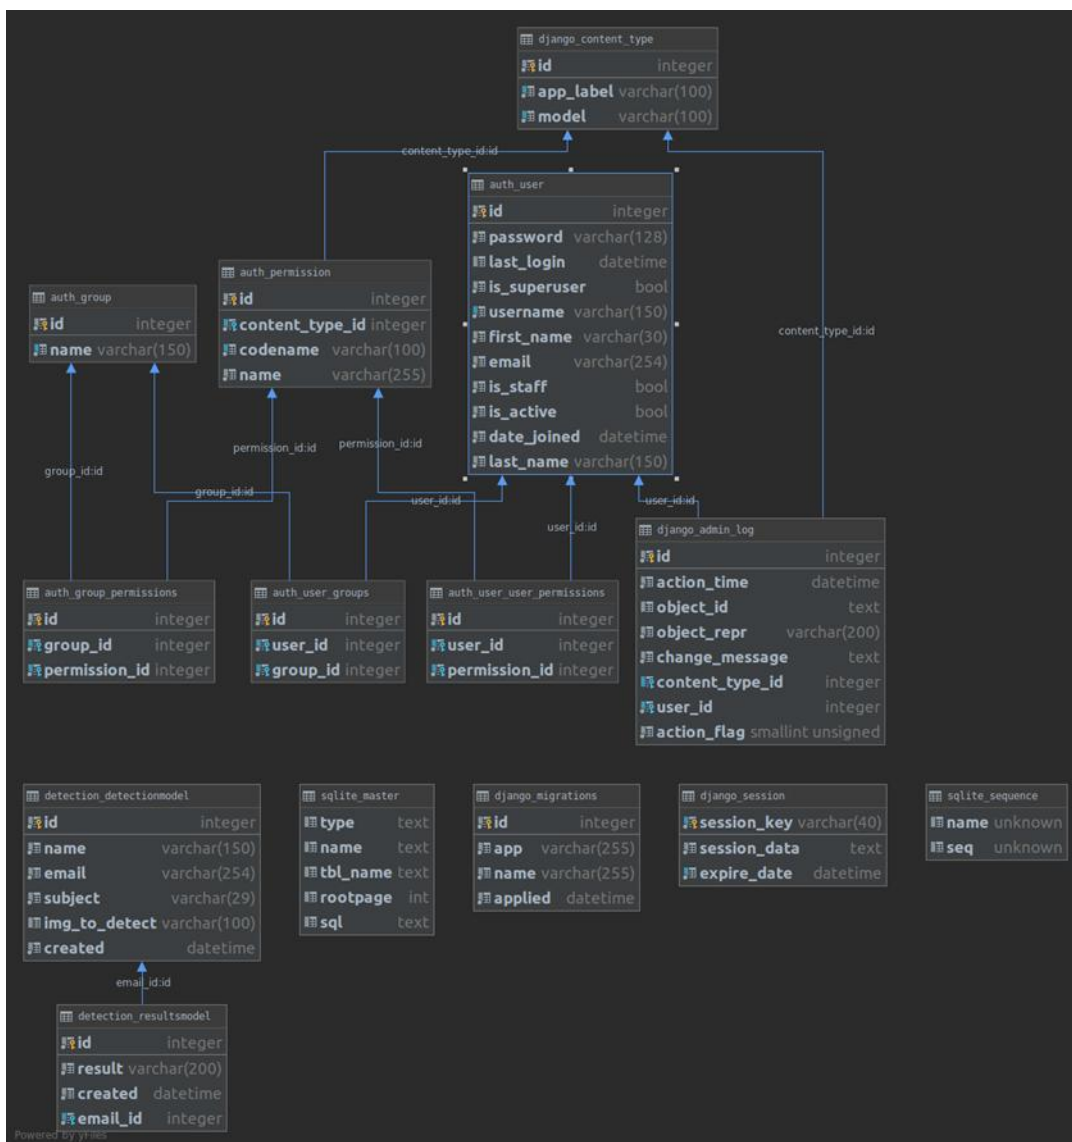 django_content_type
id integer
app_label varchar(100)
model varchar(100)
content_type_id:id
auth_user
id integer
password varchar(128)
last_login datetime
is_superuser bool
username varchar(150)
first_name varchar(30)
email varchar(254)
is_staff bool
is_active bool
date_joined datetime
last_name varchar(150)
auth_permission
id integer
content_type_id integer
codename varchar(100)
name varchar(255)
auth_group
id integer
name varchar(150)
content_type_id:id
permission_id:id
permission_id:id
group_id:id
group_id:id
user_id:id
user_id:id
user_id:id
django_admin_log
id integer
action_time datetime
object_id text
object_repr varchar(200)
change_message text
content_type_id integer
user_id integer
action_flag smallint unsigned
auth_group_permissions
id integer
group_id integer
permission_id integer
auth_user_groups
id integer
user_id integer
group_id integer
auth_user_user_permissions
id integer
user_id integer
permission_id integer
detection_detectionmodel
id integer
name varchar(150)
email varchar(254)
subject varchar(29)
img_to_detect varchar(100)
created datetime
sqlite_master
type text
name text
tbl_name text
rootpage int
sql text
django_migrations
id integer
app varchar(255)
name varchar(255)
applied datetime
django_session
session_key varchar(40)
session_data text
expire_date datetime
sqlite_sequence
name unknown
seq unknown
email_id:id
detection_resultsmodel
id integer
result varchar(200)
created datetime
email_id integer
Powered by yFiles